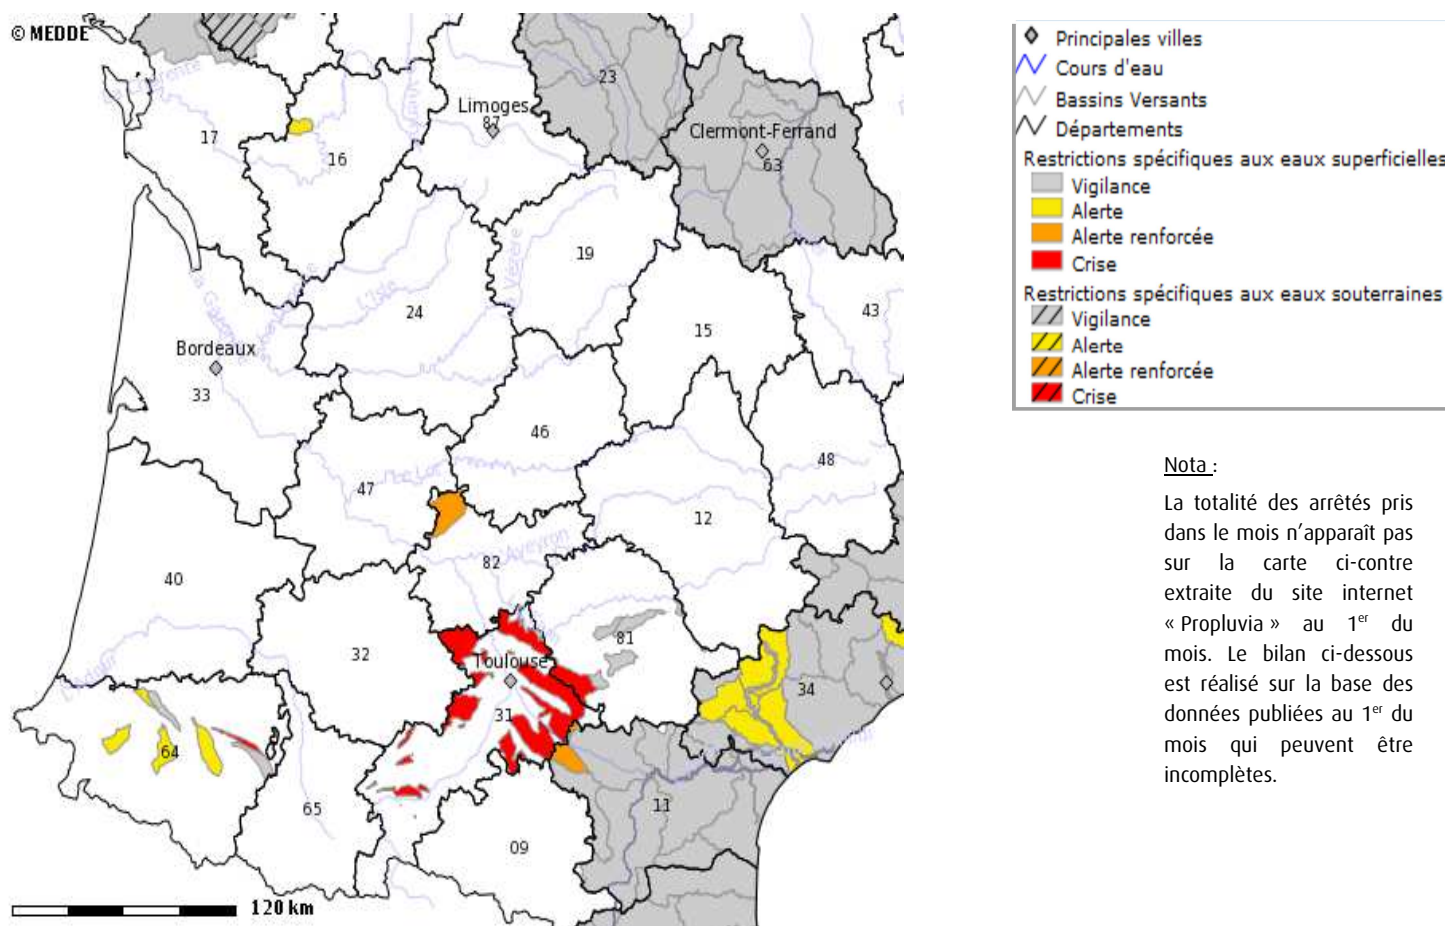 © MEDDE
23
Limoges
87
Clermont-Ferrand
63
17
16
19
L'Isle
24
43
15
Bordeaux
33
46
48
47
12
Aveyron
82
40
81
32
Toulouse
34
31
64
65
11
09
120 km
Principales villes
Cours d'eau
Bassins Versants
Départements
Restrictions spécifiques aux eaux superficielles
Vigilance
Alerte
Alerte renforcée
Crise
Restrictions spécifiques aux eaux souterraines
Vigilance
Alerte
Alerte renforcée
Crise
Nota :
La totalité des arrêtés pris
dans le mois n'apparaît pas
sur la carte ci-contre
extraite du site internet
« Propluvia » au 1er du
mois. Le bilan ci-dessous
est réalisé sur la base des
données publiées au 1er du
mois qui peuvent être
incomplètes.